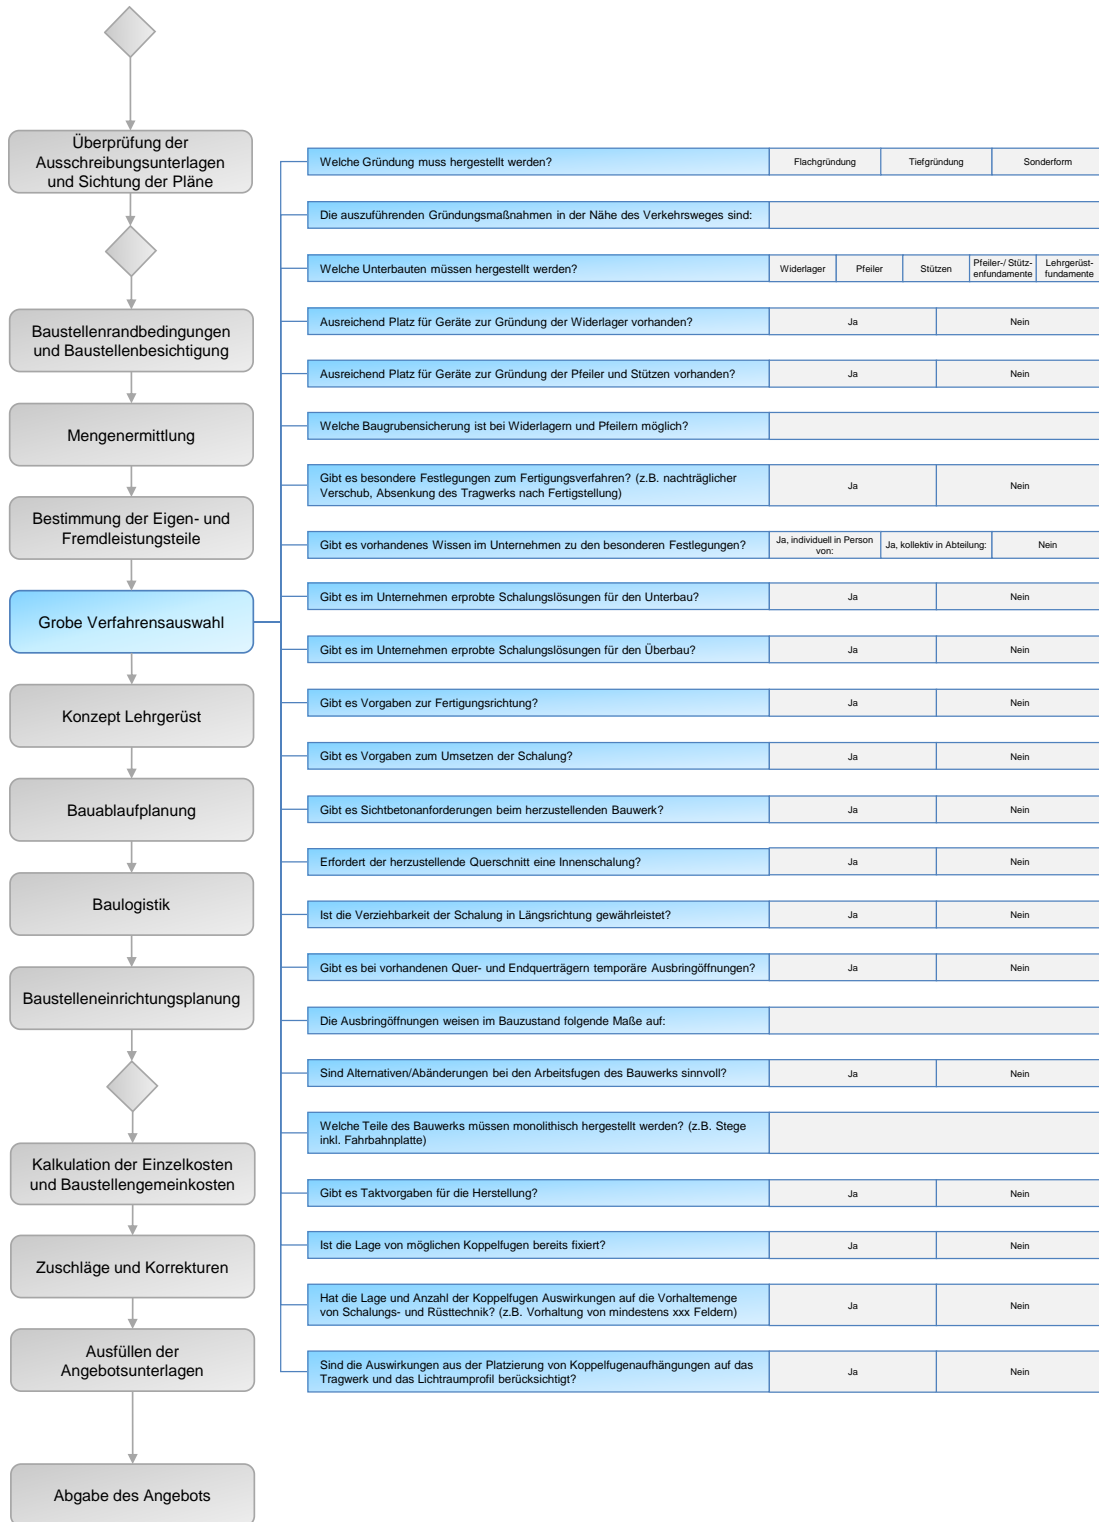 Überprüfung der
Ausschreibungsunterlagen
und Sichtung der Pläne
Baustellenrandbedingungen
und Baustellenbesichtigung
Mengenermittlung
Bestimmung der Eigen- und
Fremdleistungsteile
Grobe Verfahrensauswahl
Konzept Lehrgerüst
Bauablaufplanung
Baulogistik
Baustelleneinrichtungsplanung
Kalkulation der Einzelkosten
und Baustellengemeinkosten
Zuschläge und Korrekturen
Ausfüllen der
Angebotsunterlagen
Abgabe des Angebots
Welche Gründung muss hergestellt werden? Flachgründung Tiefgründung Sonderform
Die auszuführenden Gründungsmaßnahmen in der Nähe des Verkehrsweges sind:
Welche Unterbauten müssen hergestellt werden? Widerlager Pfeiler Stützen Pfeiler-/ Stütz-
enfundamente Lehrgerüst-
fundamente
Ausreichend Platz für Geräte zur Gründung der Widerlager vorhanden? Ja Nein
Ausreichend Platz für Geräte zur Gründung der Pfeiler und Stützen vorhanden? Ja Nein
Welche Baugrubensicherung ist bei Widerlagern und Pfeilern möglich?
Gibt es besondere Festlegungen zum Fertigungsverfahren? (z.B. nachträglicher
Verschub, Absenkung des Tragwerks nach Fertigstellung) Ja Nein
Gibt es vorhandenes Wissen im Unternehmen zu den besonderen Festlegungen? Ja, individuell in Person
von: Ja, kollektiv in Abteilung: Nein
Gibt es im Unternehmen erprobte Schalungslösungen für den Unterbau? Ja Nein
Gibt es im Unternehmen erprobte Schalungslösungen für den Überbau? Ja Nein
Gibt es Vorgaben zur Fertigungsrichtung? Ja Nein
Gibt es Vorgaben zum Umsetzen der Schalung? Ja Nein
Gibt es Sichtbetonanforderungen beim herzustellenden Bauwerk? Ja Nein
Erfordert der herzustellende Querschnitt eine Innenschalung? Ja Nein
Ist die Verziehbarkeit der Schalung in Längsrichtung gewährleistet? Ja Nein
Gibt es bei vorhandenen Quer- und Endquerträgern temporäre Ausbringöffnungen? Ja Nein
Die Ausbringöffnungen weisen im Bauzustand folgende Maße auf:
Sind Alternativen/Abänderungen bei den Arbeitsfugen des Bauwerks sinnvoll? Ja Nein
Welche Teile des Bauwerks müssen monolithisch hergestellt werden? (z.B. Stege
inkl. Fahrbahnplatte)
Gibt es Taktvorgaben für die Herstellung? Ja Nein
Ist die Lage von möglichen Koppelfugen bereits fixiert? Ja Nein
Hat die Lage und Anzahl der Koppelfugen Auswirkungen auf die Vorhaltemenge
von Schalungs- und Rüsttechnik? (z.B. Vorhaltung von mindestens xxx Feldern) Ja Nein
Sind die Auswirkungen aus der Platzierung von Koppelfugenaufhängungen auf das
Tragwerk und das Lichtraumprofil berücksichtigt? Ja Nein